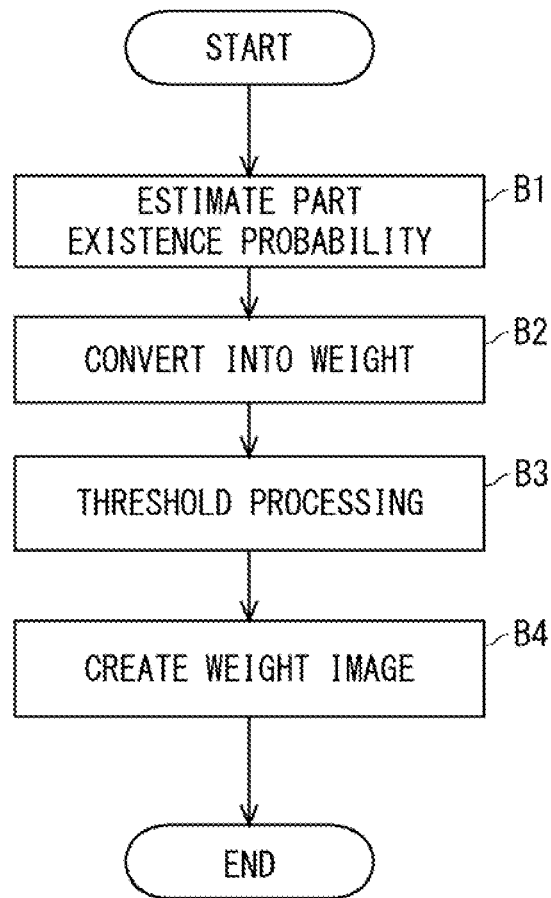 START
ESTIMATE PART
EXISTENCE PROBABILITY
B1
CONVERT INTO WEIGHT
B2
THRESHOLD PROCESSING
B3
CREATE WEIGHT IMAGE
B4
END